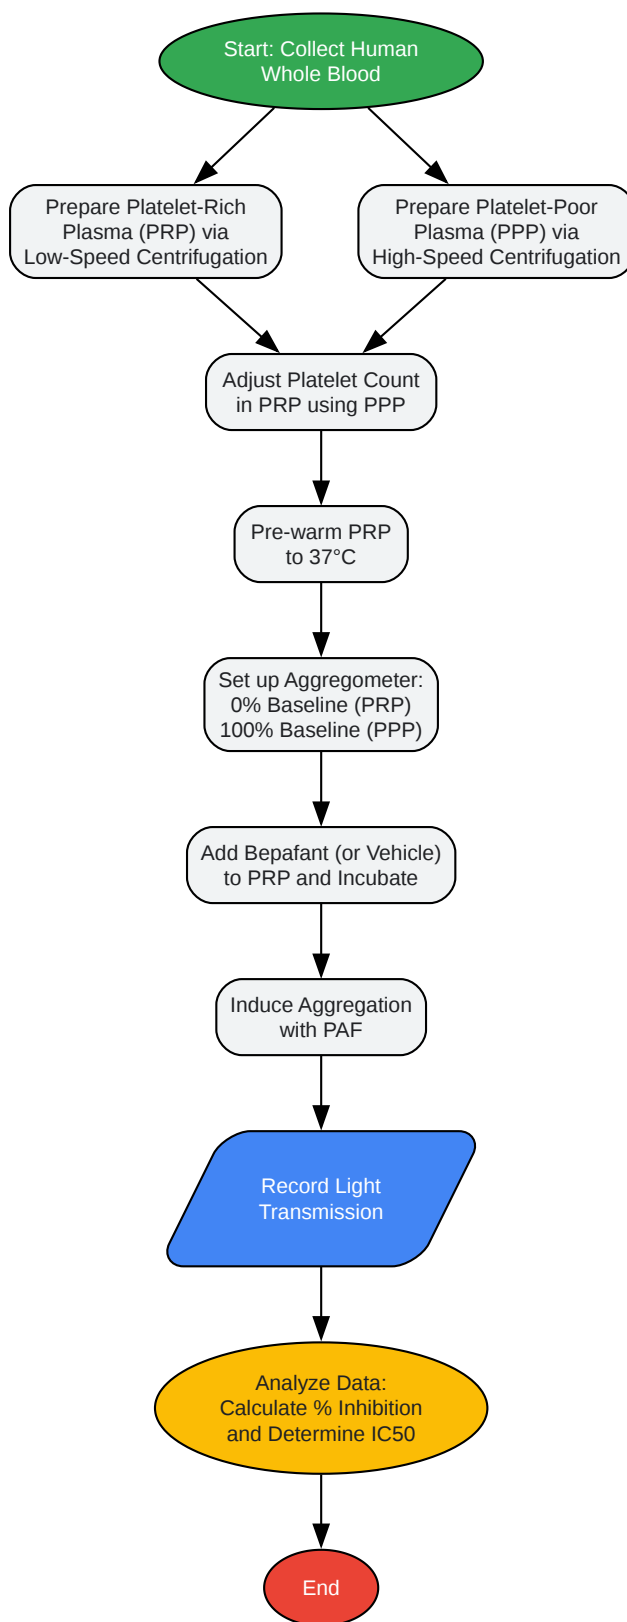 Start: Collect Human
Whole Blood
Prepare Platelet-Rich
Plasma (PRP) via
Low-Speed Centrifugation
Prepare Platelet-Poor
Plasma (PPP) via
High-Speed Centrifugation
Adjust Platelet Count
in PRP using PPP
Pre-warm PRP
to 37°C
Set up Aggregometer:
0% Baseline (PRP)
100% Baseline (PPP)
Add Bepafant (or Vehicle)
to PRP and Incubate
Induce Aggregation
with PAF
Record Light
Transmission
Analyze Data:
Calculate % Inhibition
and Determine IC50
End